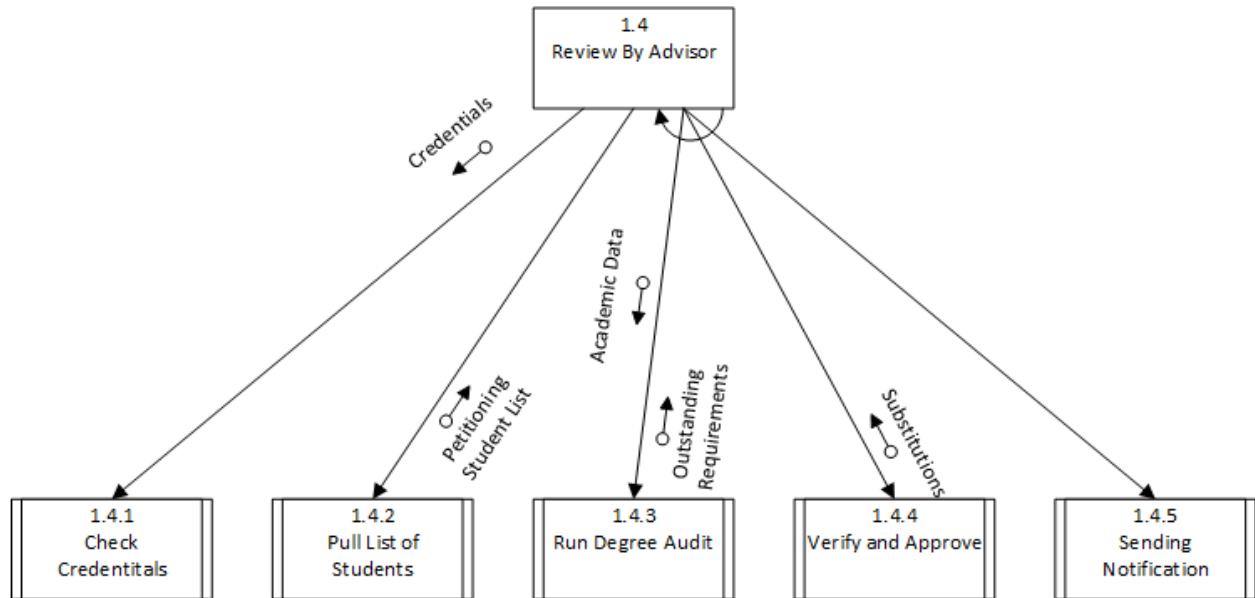 1.4
Review By Advisor
Credentials
Academic Data
Petitioning
Student List
Outstanding
Requirements
Substitutions
1.4.1
Check
Credentitals
1.4.2
Pull List of
Students
1.4.3
Run Degree Audit
1.4.4
Verify and Approve
1.4.5
Sending
Notification